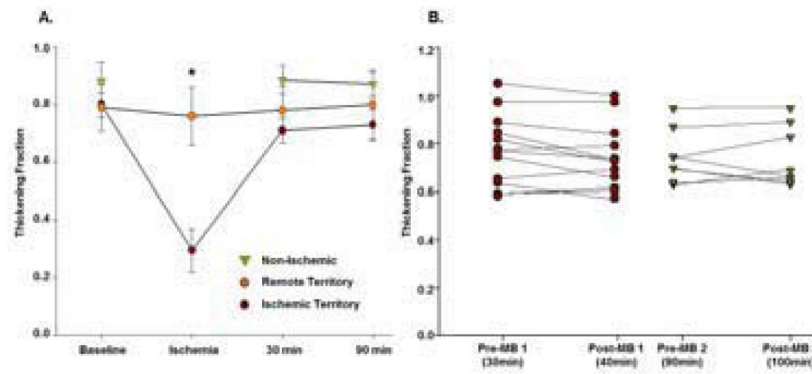 A.
B.
Thickening Fraction
1.0
0.8
0.6
0.4
0.2
0.0
Non-Ischemic
Remote Territory
Ischemic Territory
Baseline Ischemia 30 min 90 min
Thickening Fraction
1.2
1.0
0.8
0.6
0.4
0.2
0.0
Pre-MB 1 Post-MB 1 Pre-MB 2 Post-MB
(30min) (40min) (90min) (100min)